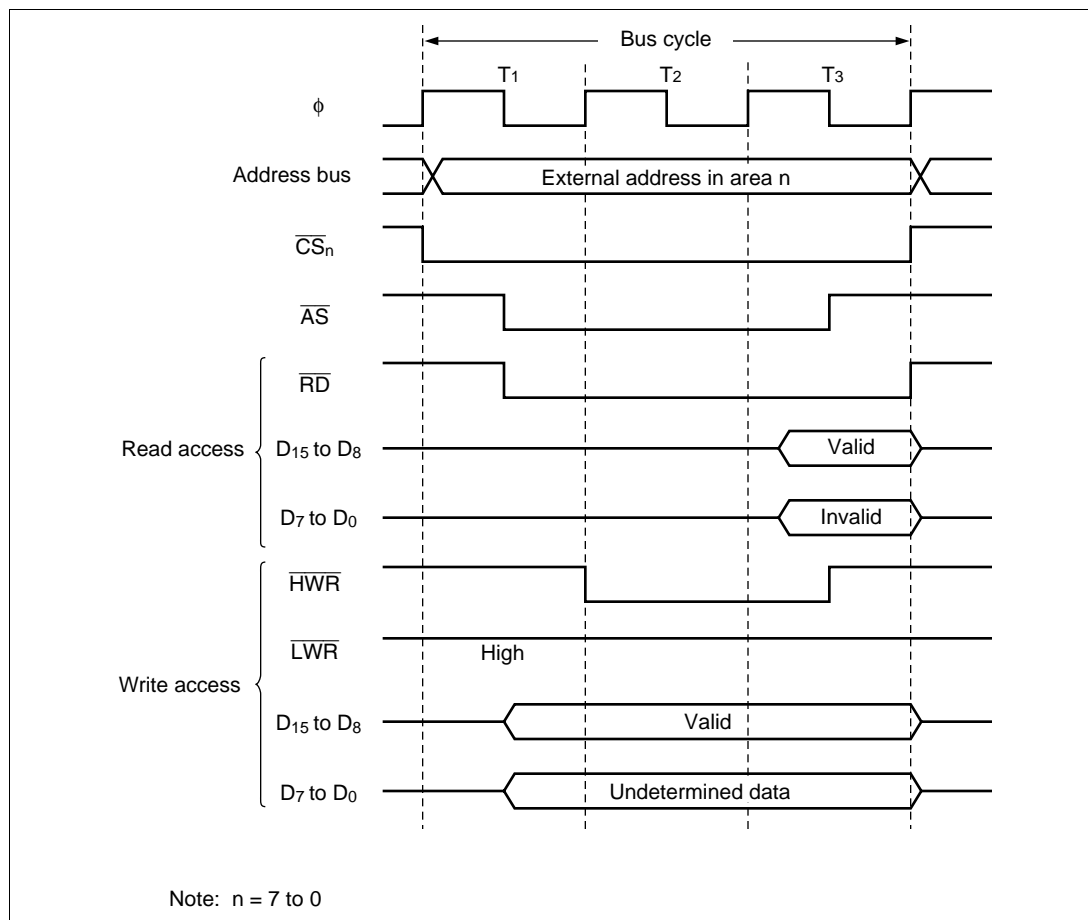 Bus cycle
T1 T2 T3
ϕ
Address bus External address in area n
CSn
AS
RD
Read access
D15 to D8 Valid
D7 to D0 Invalid
HWR
LWR High
Write access
D15 to D8 Valid
D7 to D0 Undetermined data
Note: n = 7 to 0